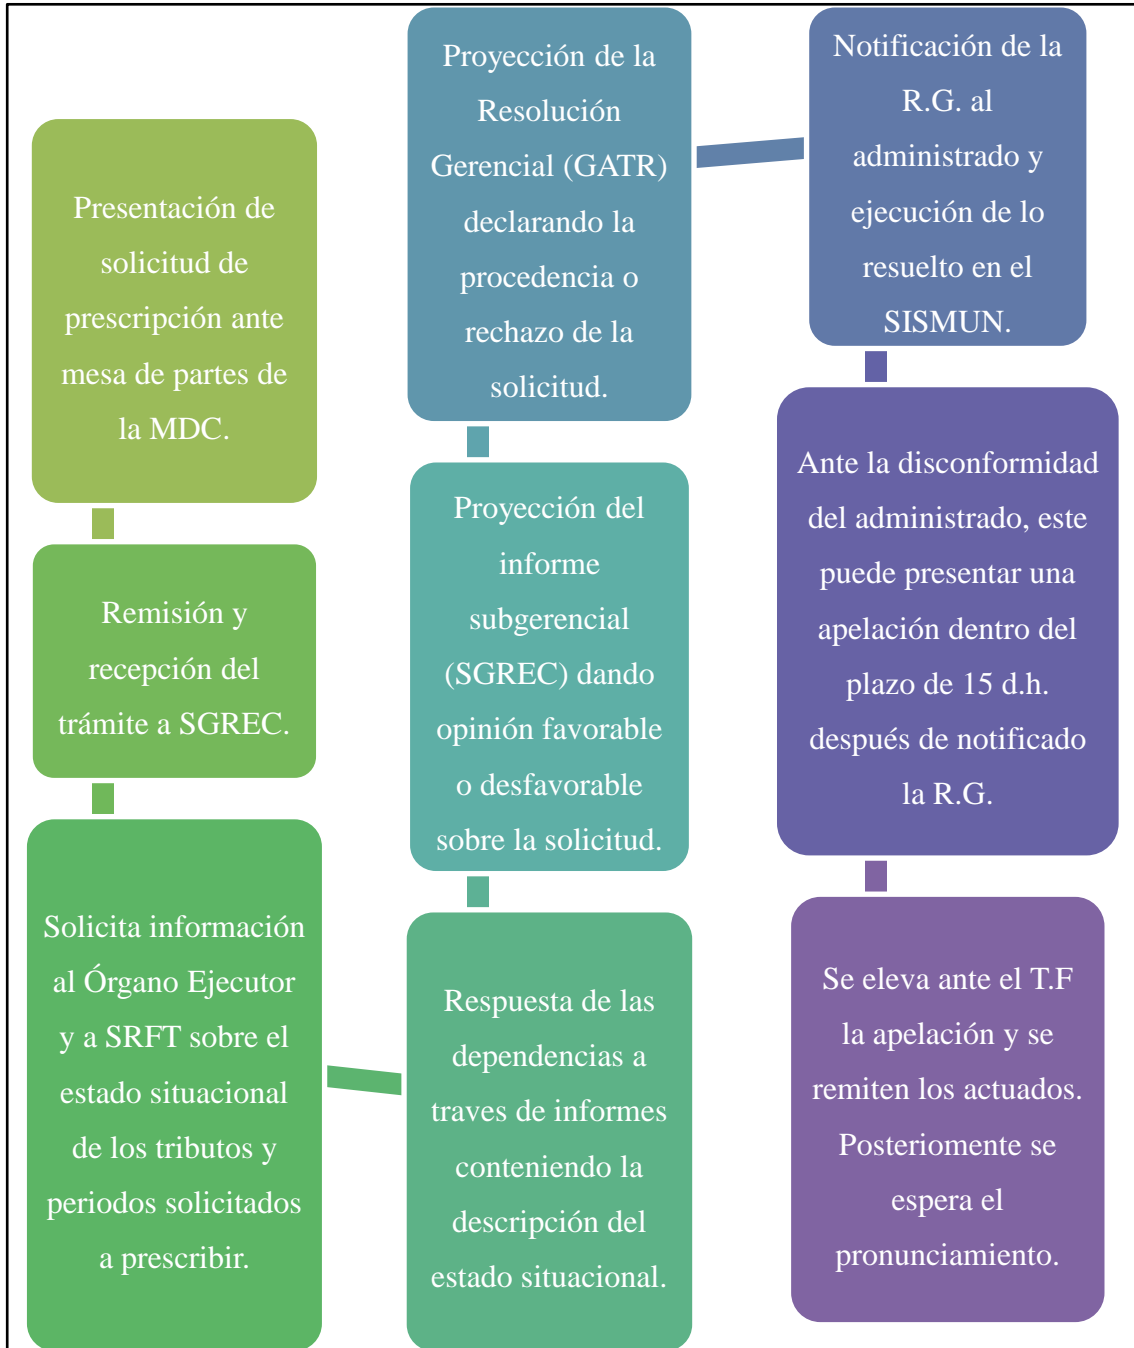 Presentación de
solicitud de
prescripción ante
mesa de partes de
la MDC.
Remisión y
recepción del
trámite a SGREC.
Solicita información
al Órgano Ejecutor
y a SRFT sobre el
estado situacional
de los tributos y
periodos solicitados
a prescribir.
Respuesta de las
dependencias a
traves de informes
conteniendo la
descripción del
estado situacional.
Proyección del
informe
subgerencial
(SGREC) dando
opinión favorable
o desfavorable
sobre la solicitud.
Proyección de la
Resolución
Gerencial (GATR)
declarando la
procedencia o
rechazo de la
solicitud.
Notificación de la
R.G. al
administrado y
ejecución de lo
resuelto en el
SISMUN.
Ante la disconformidad
del administrado, este
puede presentar una
apelación dentro del
plazo de 15 d.h.
después de notificado
la R.G.
Se eleva ante el T.F
la apelación y se
remiten los actuados.
Posteriomente se
espera el
pronunciamiento.